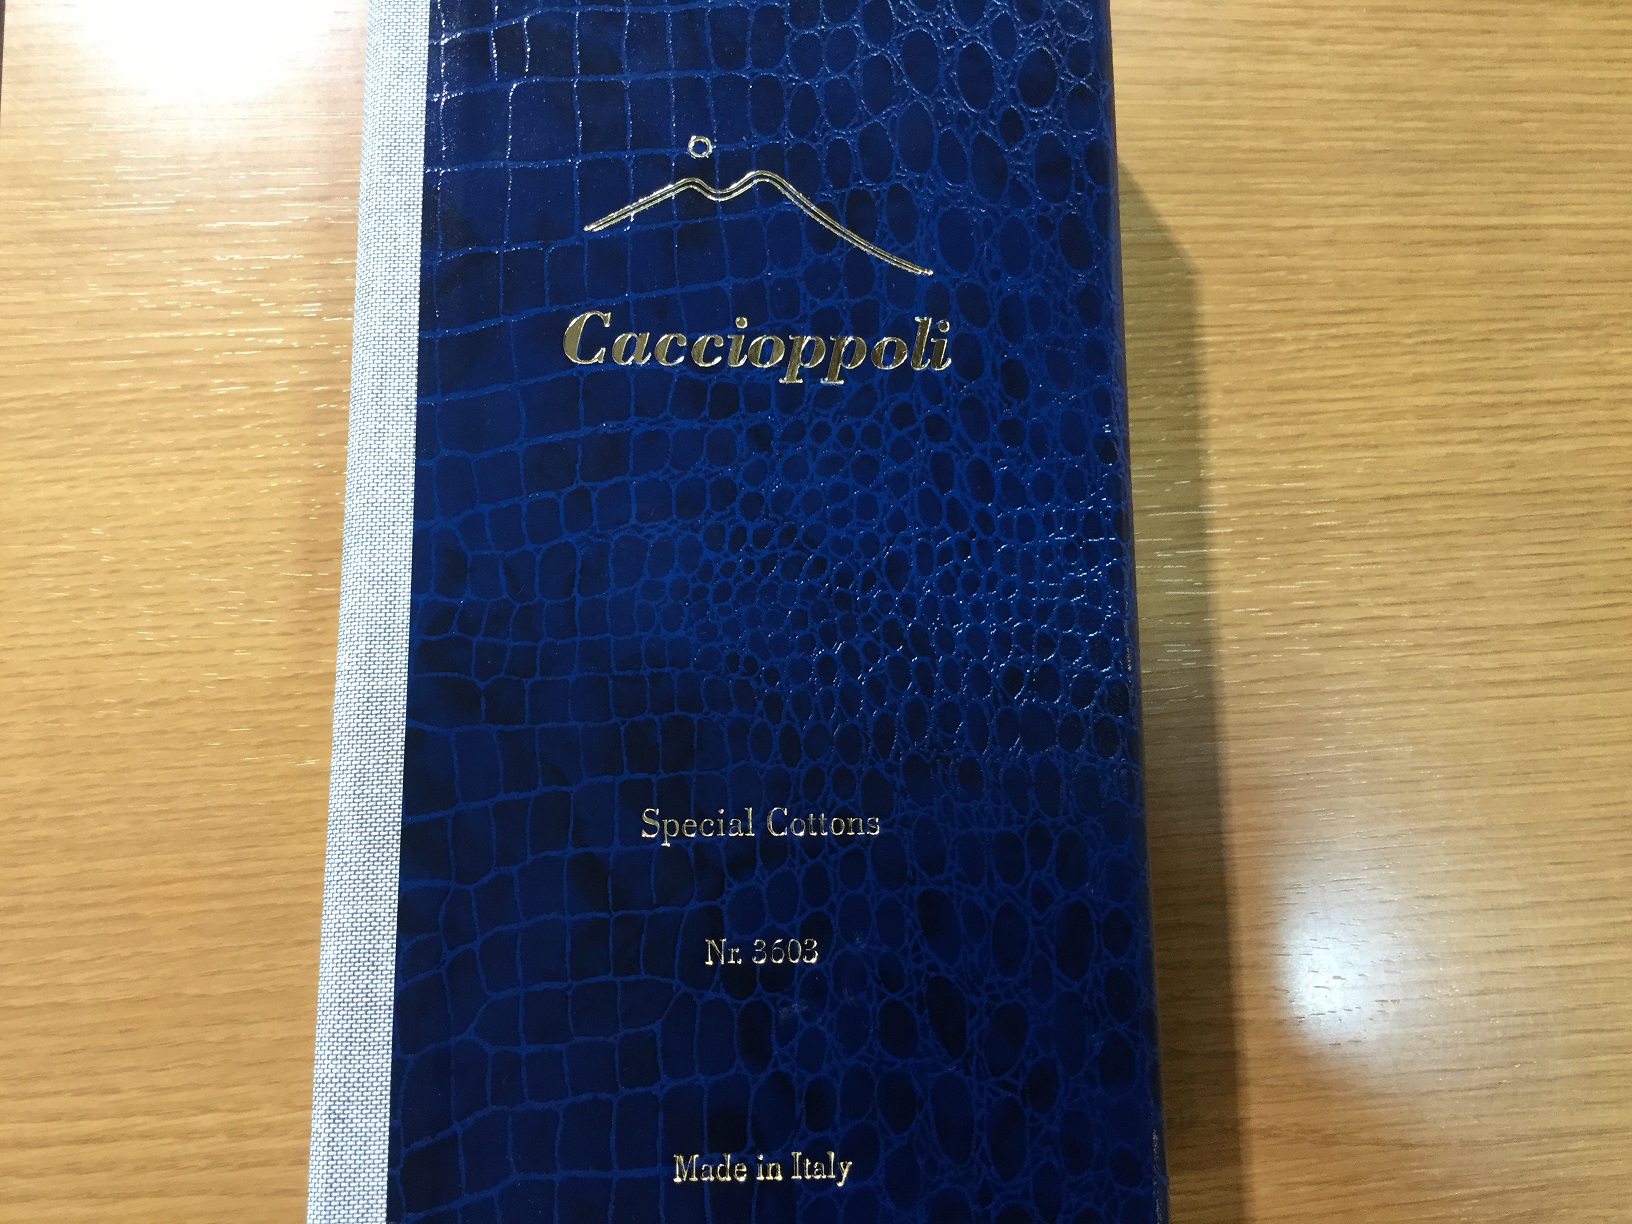 Caccioppoli
Special Cottons
Nr. 3603
Made in Italy